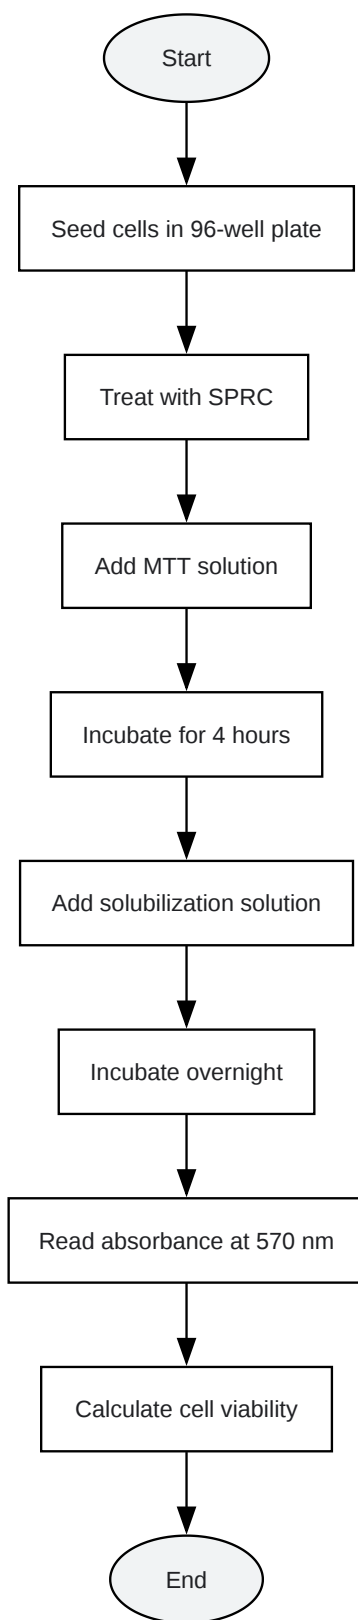 Start
Seed cells in 96-well plate
Treat with SPRC
Add MTT solution
Incubate for 4 hours
Add solubilization solution
Incubate overnight
Read absorbance at 570 nm
Calculate cell viability
End